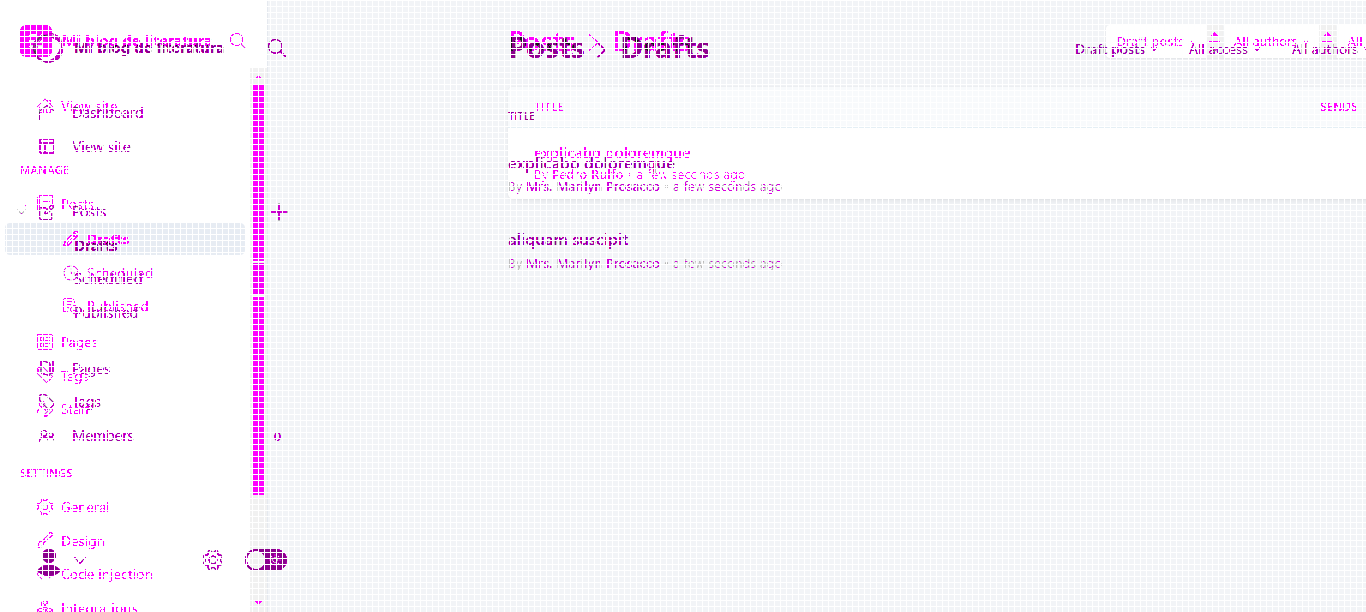 Mi blog de literatura
Posts > Drafts
Draft posts
All access
All authors
Draft posts
All authors
All
View site
Dashboard
View site
MANAGE
Posts
Posts
Drafts
Drafts
Scheduled
Scheduled
Published
Published
Pages
Pages
Tags
Tags
Staff
Members
0
SETTINGS
General
Design
Code injection
Integrations
TITLE
SENDS
TITLE
explicabo doloremque
explicabo doloremque
By Pedro Rulfo • a few seconds ago
By Mrs. Marilyn Prosacco • a few seconds ago
aliquam suscipit
By Mrs. Marilyn Prosacco • a few seconds ago